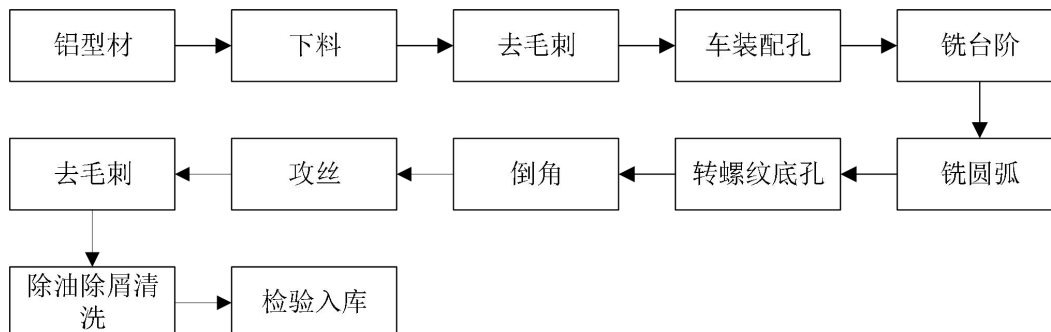 铝型材
下料
去毛刺
车装配孔
铣台阶
铣圆弧
转螺纹底孔
倒角
攻丝
去毛刺
除油除屑清
洗
检验入库